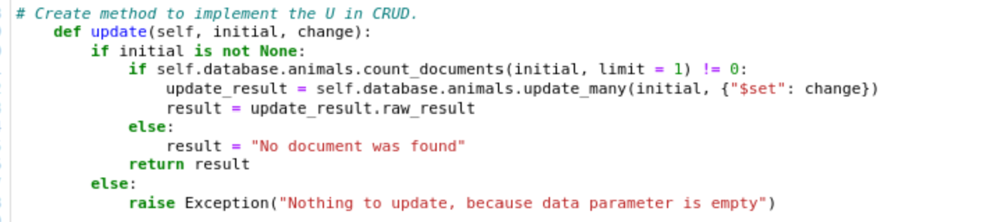 # Create method to implement the U in CRUD.
    def update(self, initial, change):
        if initial is not None:
            if self.database.animals.count_documents(initial, limit = 1) != 0:
                update_result = self.database.animals.update_many(initial, {"$set": change})
                result = update_result.raw_result
            else:
                result = "No document was found"
            return result
        else:
            raise Exception("Nothing to update, because data parameter is empty")